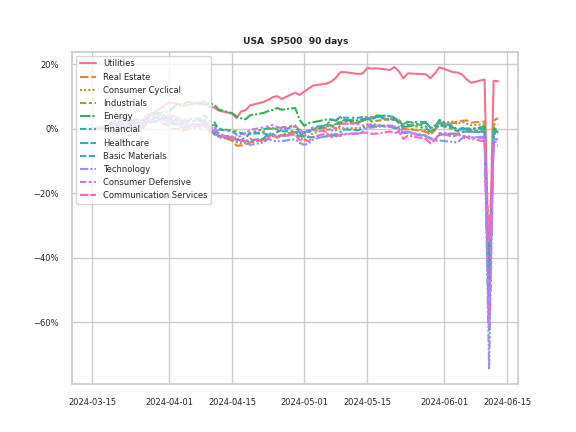 USA SP500 90 days
20%
0%
−20%
−40%
−60%
Utilities
Real Estate
Consumer Cyclical
Industrials
Energy
Financial
Healthcare
Basic Materials
Technology
Consumer Defensive
Communication Services
2024-03-15 2024-04-01 2024-04-15 2024-05-01 2024-05-15 2024-06-01 2024-06-15